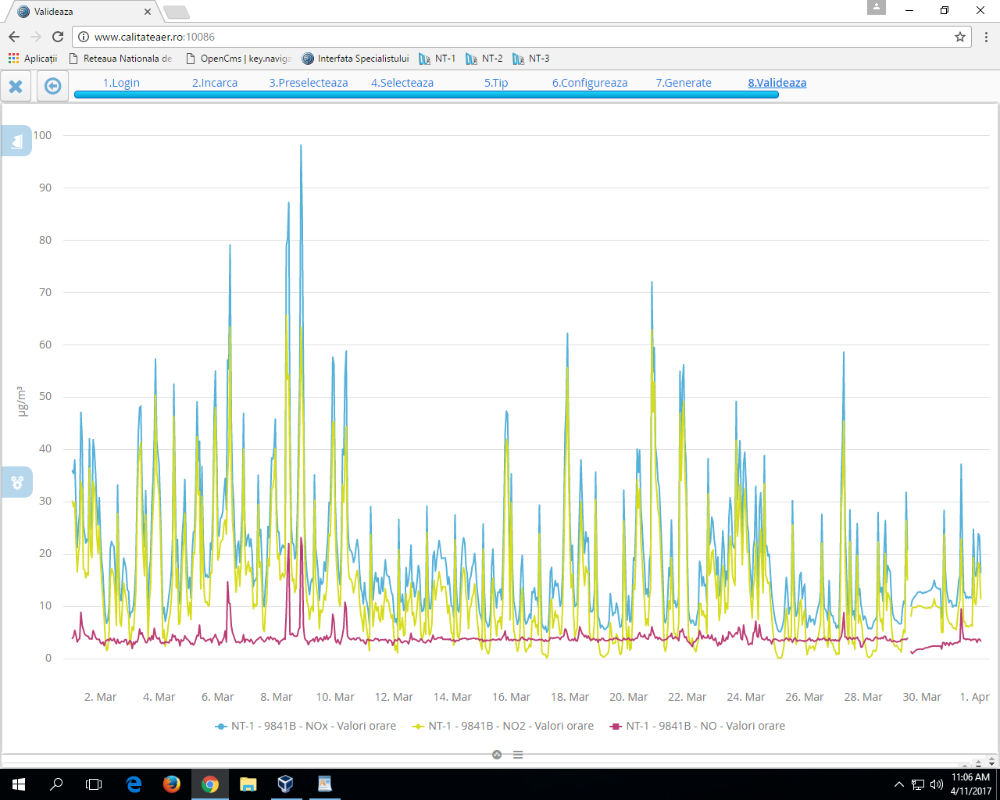 Valideaza
www.calitateaer.ro:10086
Aplicații Reteaua Nationala de OpenCms | key.naviga Interfata Specialistului NT-1 NT-2 NT-3
1.Login 2.Incarca 3.Preselecteaza 4.Selecteaza 5.Tip 6.Configureaza 7.Generate 8.Valideaza
100
90
80
70
60
50
µg/m³
40
30
20
10
0
2. Mar 4. Mar 6. Mar 8. Mar 10. Mar 12. Mar 14. Mar 16. Mar 18. Mar 20. Mar 22. Mar 24. Mar 26. Mar 28. Mar 30. Mar 1. Apr
NT-1 - 9841B - NOx - Valori orare NT-1 - 9841B - NO2 - Valori orare NT-1 - 9841B - NO - Valori orare
11:06 AM
4/11/2017